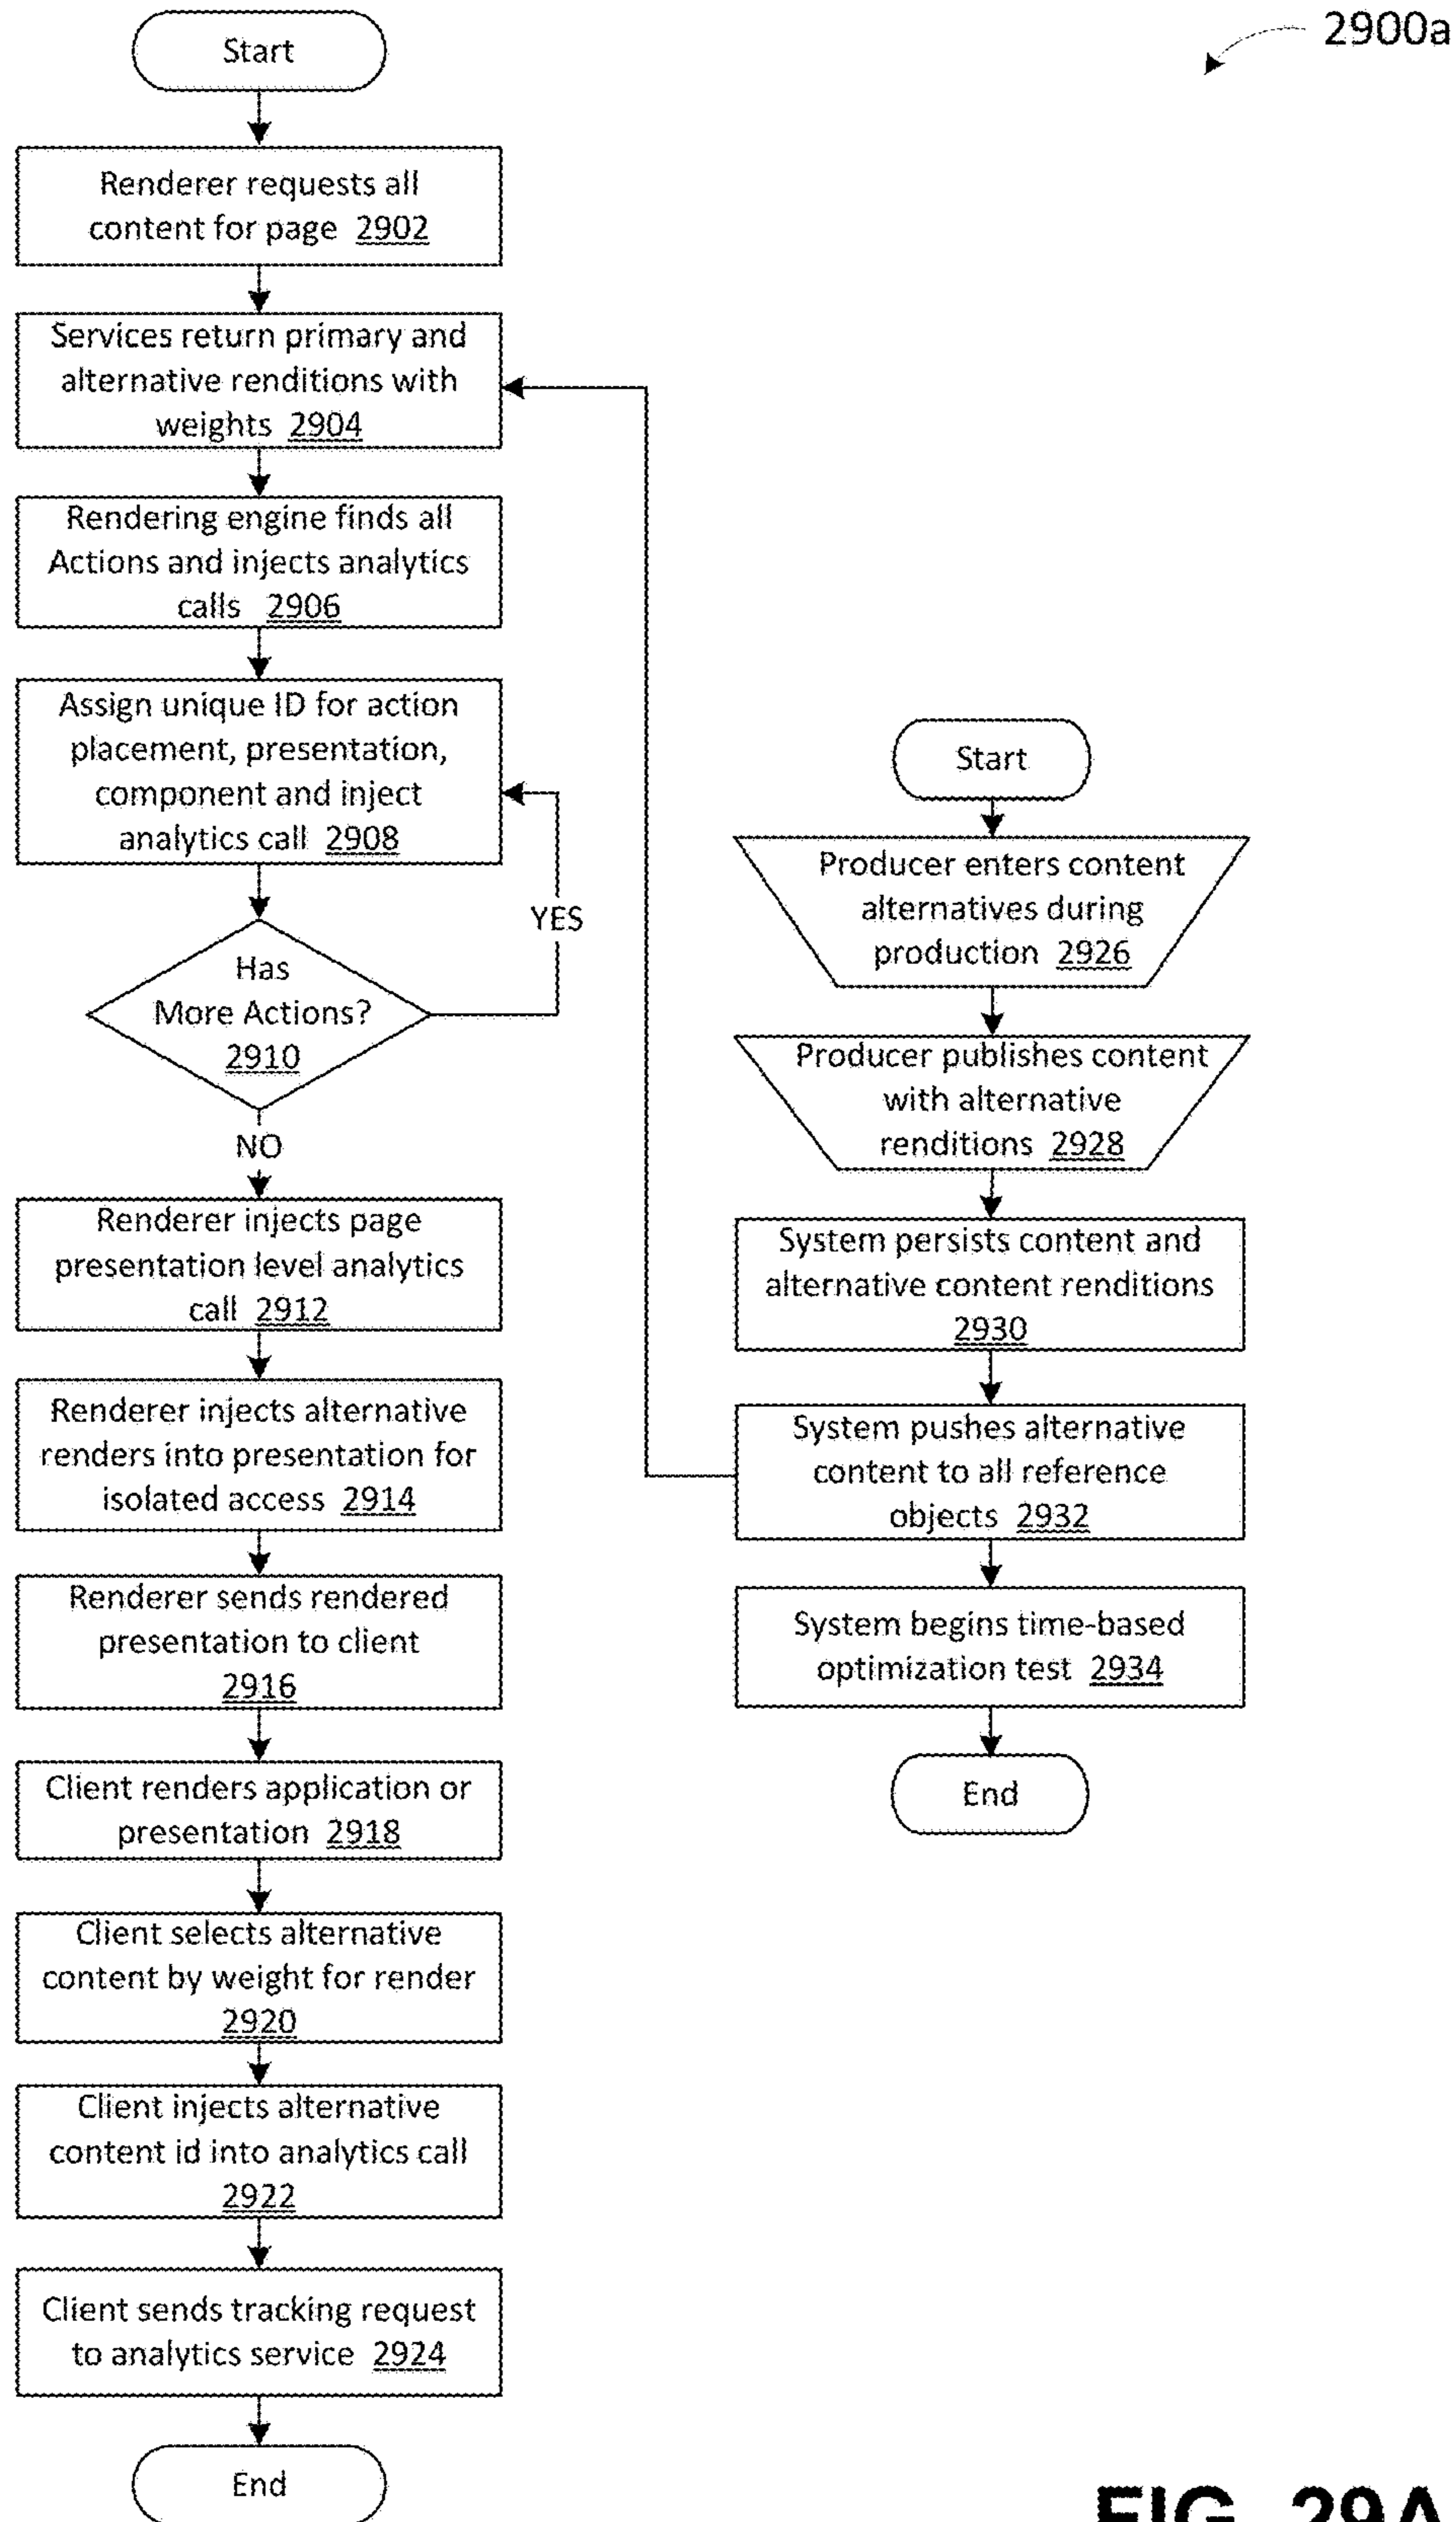 2900a
Start
Renderer requests all
content for page 2902
Services return primary and
alternative renditions with
weights 2904
Rendering engine finds all
Actions and injects analytics
calls 2906
Assign unique ID for action
placement, presentation,
component and inject
analytics call 2908
YES
Has
More Actions?
2910
NO
Renderer injects page
presentation level analytics
call 2912
Renderer injects alternative
renders into presentation for
isolated access 2914
Renderer sends rendered
presentation to client
2916
Client renders application or
presentation 2918
Client selects alternative
content by weight for render
2920
Client injects alternative
content id into analytics call
2922
Client sends tracking request
to analytics service 2924
End
Start
Producer enters content
alternatives during
production 2926
Producer publishes content
with alternative
renditions 2928
System persists content and
alternative content renditions
2930
System pushes alternative
content to all reference
objects 2932
System begins time-based
optimization test 2934
End
FIG. 29A